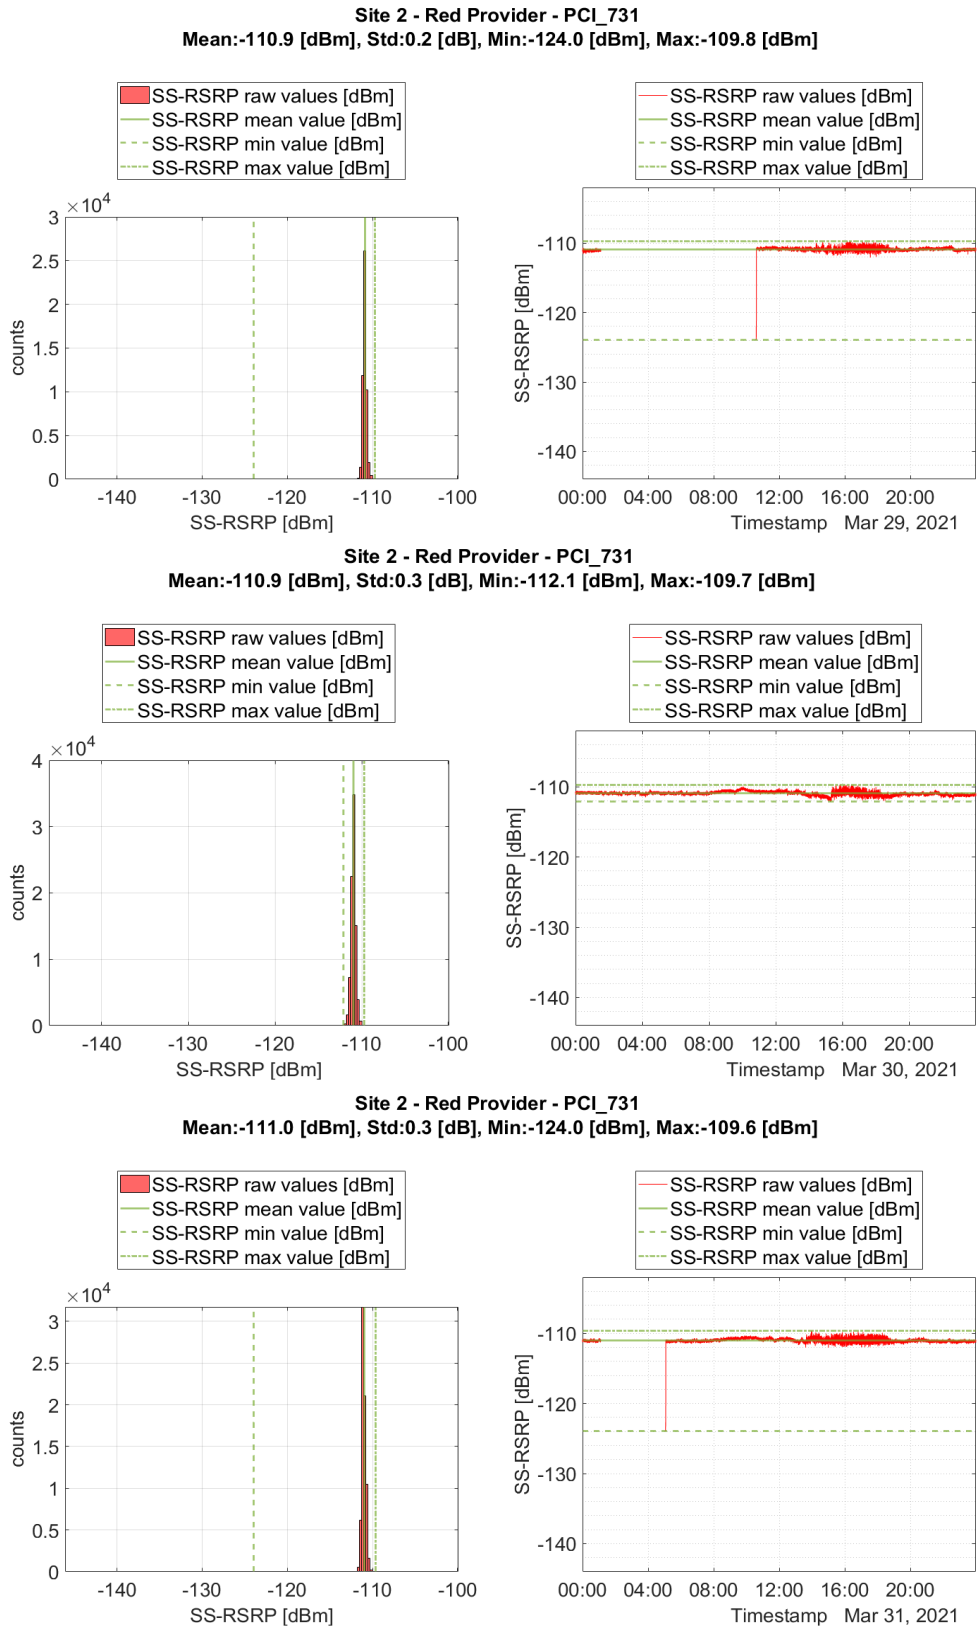 Site 2 - Red Provider - PCI_731
Mean:-110.9 [dBm], Std:0.2 [dB], Min:-124.0 [dBm], Max:-109.8 [dBm]
SS-RSRP raw values [dBm]
SS-RSRP mean value [dBm]
SS-RSRP min value [dBm]
SS-RSRP max value [dBm]
SS-RSRP raw values [dBm]
SS-RSRP mean value [dBm]
SS-RSRP min value [dBm]
SS-RSRP max value [dBm]
×10^4
3
2.5
2
1.5
1
0.5
0
counts
-140 -130 -120 -110 -100
SS-RSRP [dBm]
-110
-120
-130
-140
SS-RSRP [dBm]
00:00 04:00 08:00 12:00 16:00 20:00
Timestamp Mar 29, 2021
Site 2 - Red Provider - PCI_731
Mean:-110.9 [dBm], Std:0.3 [dB], Min:-112.1 [dBm], Max:-109.7 [dBm]
SS-RSRP raw values [dBm]
SS-RSRP mean value [dBm]
SS-RSRP min value [dBm]
SS-RSRP max value [dBm]
SS-RSRP raw values [dBm]
SS-RSRP mean value [dBm]
SS-RSRP min value [dBm]
SS-RSRP max value [dBm]
×10^4
4
3
2
1
0
counts
-140 -130 -120 -110 -100
SS-RSRP [dBm]
-110
-120
-130
-140
SS-RSRP [dBm]
00:00 04:00 08:00 12:00 16:00 20:00
Timestamp Mar 30, 2021
Site 2 - Red Provider - PCI_731
Mean:-111.0 [dBm], Std:0.3 [dB], Min:-124.0 [dBm], Max:-109.6 [dBm]
SS-RSRP raw values [dBm]
SS-RSRP mean value [dBm]
SS-RSRP min value [dBm]
SS-RSRP max value [dBm]
SS-RSRP raw values [dBm]
SS-RSRP mean value [dBm]
SS-RSRP min value [dBm]
SS-RSRP max value [dBm]
×10^4
3
2.5
2
1.5
1
0.5
0
counts
-140 -130 -120 -110 -100
SS-RSRP [dBm]
-110
-120
-130
-140
SS-RSRP [dBm]
00:00 04:00 08:00 12:00 16:00 20:00
Timestamp Mar 31, 2021